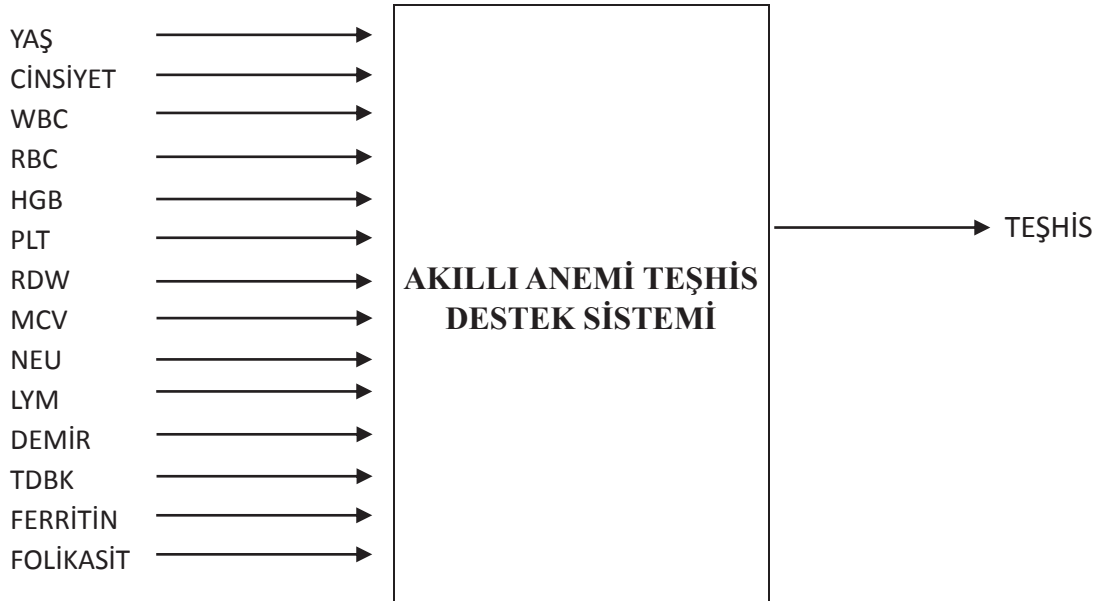 YAŞ
CİNSİYET
WBC
RBC
HGB
PLT
RDW
MCV
NEU
LYM
DEMİR
TDBK
FERRİTİN
FOLİKASİT
AKILLI ANEMİ TEŞHİS
DESTEK SİSTEMİ
TEŞHİS